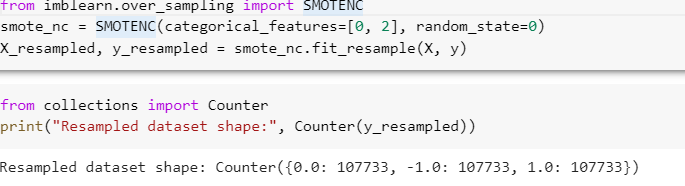 from imblearn.over_sampling import SMOTENC
smote_nc = SMOTENC(categorical_features=[0, 2], random_state=0)
X_resampled, y_resampled = smote_nc.fit_resample(X, y)
from collections import Counter
print("Resampled dataset shape:", Counter(y_resampled))
Resampled dataset shape: Counter({0.0: 107733, -1.0: 107733, 1.0: 107733})